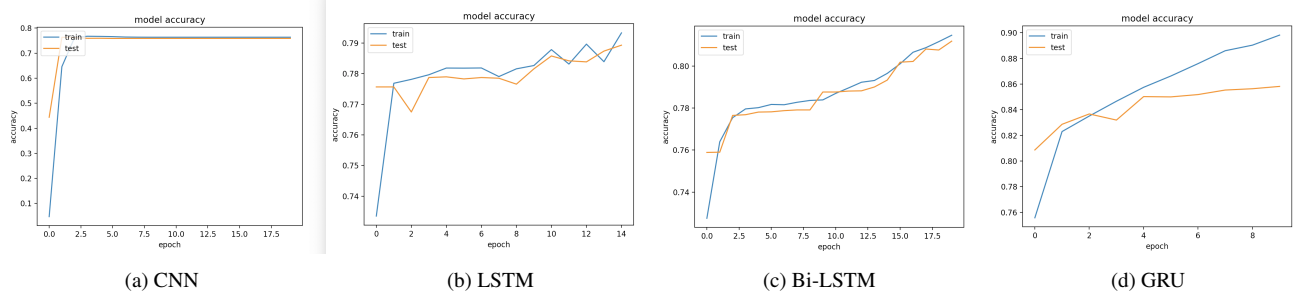 model accuracy
train
test
0.8
0.7
0.6
0.5
0.4
0.3
0.2
0.1
accuracy
0.0 2.5 5.0 7.5 10.0 12.5 15.0 17.5
epoch
(a) CNN
model accuracy
train
test
0.79
0.78
0.77
0.76
0.75
0.74
accuracy
0 2 4 6 8 10 12 14
epoch
(b) LSTM
model accuracy
train
test
0.80
0.78
0.76
0.74
accuracy
0.0 2.5 5.0 7.5 10.0 12.5 15.0 17.5
epoch
(c) Bi-LSTM
model accuracy
train
test
0.90
0.88
0.86
0.84
0.82
0.80
0.78
0.76
accuracy
0 2 4 6 8
epoch
(d) GRU